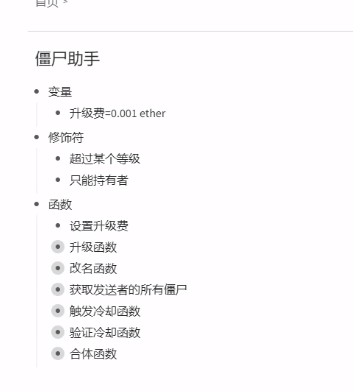 首页 >
僵尸助手
变量
升级费=0.001 ether
修饰符
超过某个等级
只能持有者
函数
设置升级费
升级函数
改名函数
获取发送者的所有僵尸
触发冷却函数
验证冷却函数
合体函数